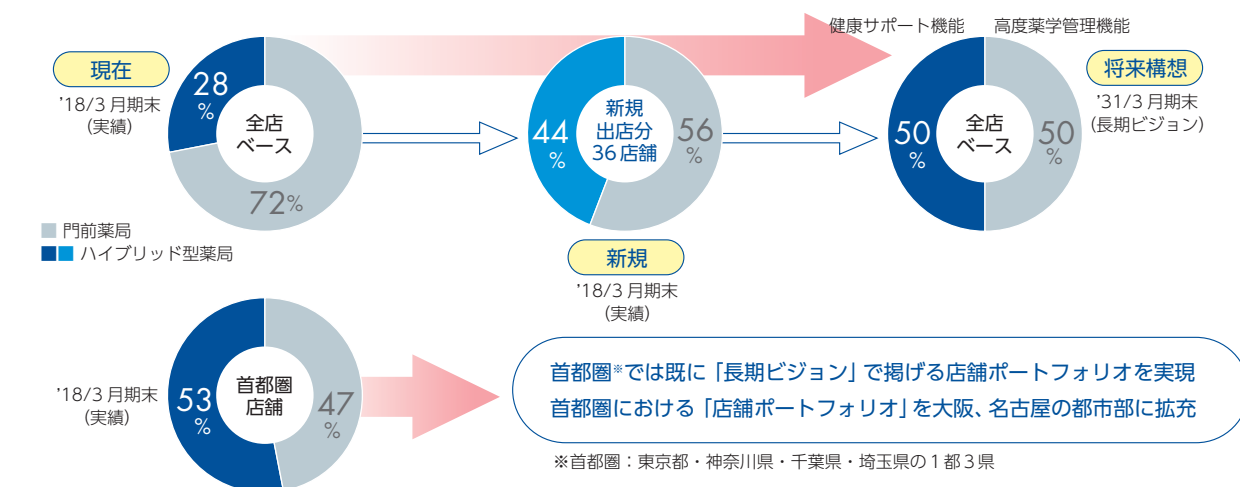 健康サポート機能 高度薬学管理機能
現在
'18/3月期末
(実績)
28
%
全店
ベース
72%
44
%
新規
出店分
36店舗
56
%
新規
'18/3月期末
(実績)
50
%
全店
ベース
50
%
将来構想
'31/3月期末
(長期ビジョン)
門前薬局
ハイブリッド型薬局
'18/3月期末
(実績)
53
%
首都圏
店舗
47
%
首都圏※では既に「長期ビジョン」で掲げる店舗ポートフォリオを実現
首都圏における「店舗ポートフォリオ」を大阪、名古屋の都市部に拡充
※首都圏:東京都・神奈川県・千葉県・埼玉県の1都3県